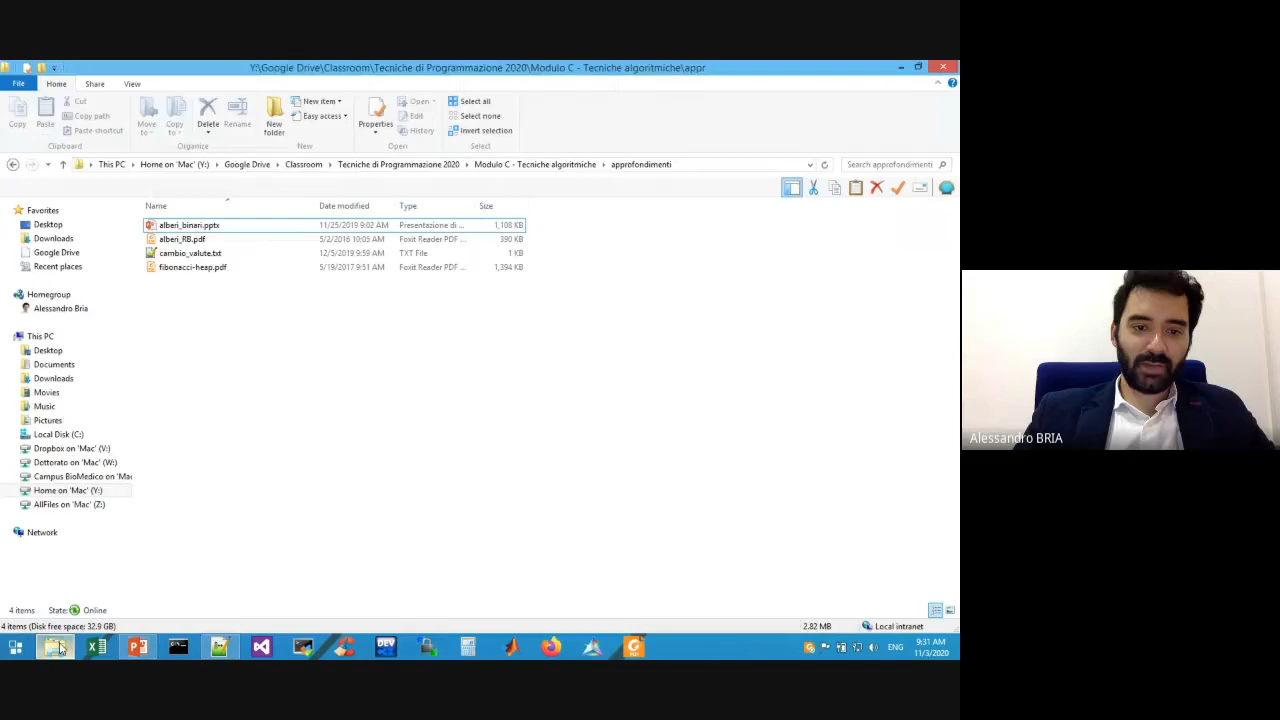 Y:\Google Drive\Classroom\Tecniche di Programmazione 2020\Modulo C - Tecniche algoritmiche\appr
File Home Share View
Copy
Paste
Cut
Copy path
Paste shortcut
Clipboard
Move to
Copy to
Delete
Rename
Organize
New folder
New item
Easy access
New
Properties
Open
Edit
History
Open
Select all
Select none
Invert selection
Select
This PC Home on 'Mac' (Y:) Google Drive Classroom Tecniche di Programmazione 2020 Modulo C - Tecniche algoritmiche approfondimenti
Search approfondimenti
Favorites
Desktop
Downloads
Google Drive
Recent places
Homegroup
Alessandro Bria
This PC
Desktop
Documents
Downloads
Movies
Music
Pictures
Local Disk (C:)
Dropbox on 'Mac' (V:)
Dottorato on 'Mac' (W:)
Campus BioMedico on 'Mac
Home on 'Mac' (Y:)
AllFiles on 'Mac' (Z:)
Network
Name Date modified Type Size
alberi_binari.pptx 11/25/2019 9:02 AM Presentazione di ... 1,108 KB
alberi_RB.pdf 5/2/2016 10:05 AM Foxit Reader PDF ... 390 KB
cambio_valute.txt 12/5/2019 9:59 AM TXT File 1 KB
fibonacci-heap.pdf 5/19/2017 9:51 AM Foxit Reader PDF ... 1,394 KB
Alessandro BRIA
4 items State: Online
4 items (Disk free space: 32.9 GB) 2.82 MB Local intranet
DEV
PDF
ENG
9:31 AM
11/3/2020